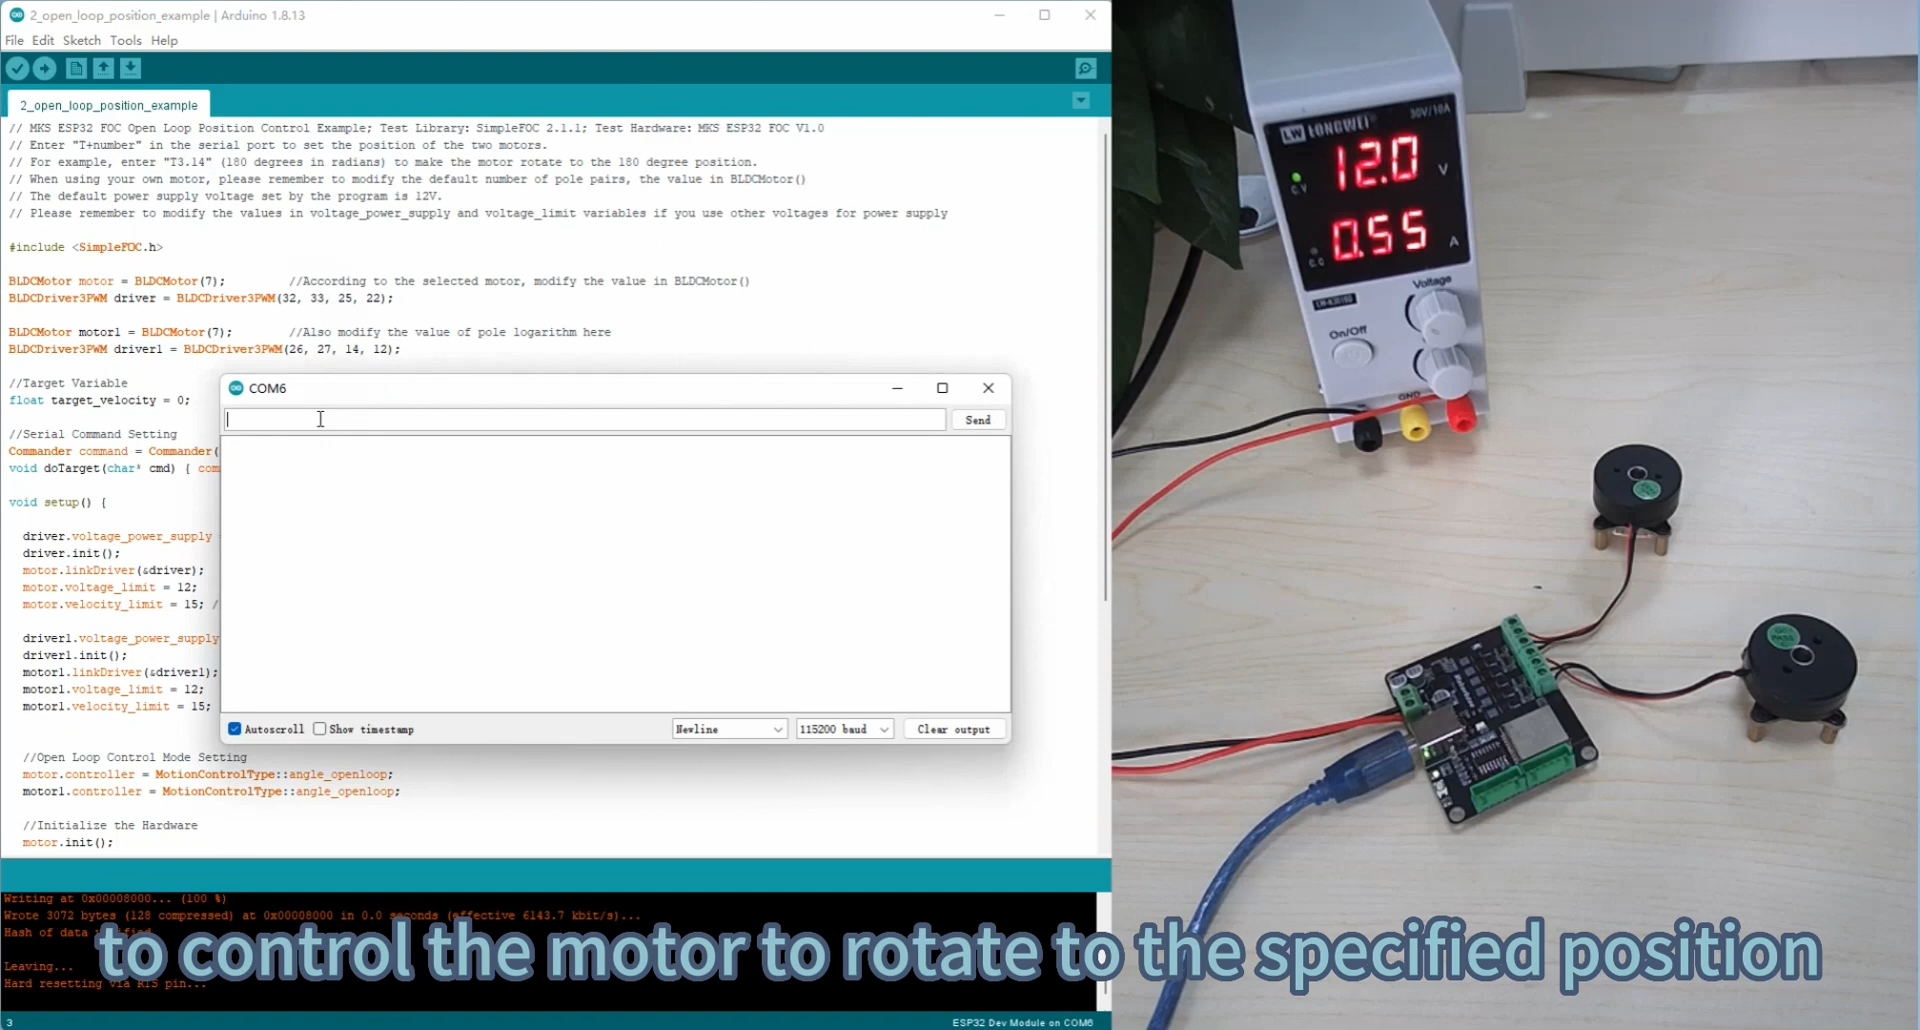 2_open_loop_position_example | Arduino 1.8.13
File Edit Sketch Tools Help
2_open_loop_position_example
// MKS ESP32 FOC Open Loop Position Control Example; Test Library: SimpleFOC 2.1.1; Test Hardware: MKS ESP32 FOC V1.0
// Enter "T+number" in the serial port to set the position of the two motors.
// For example, enter "T3.14" (180 degrees in radians) to make the motor rotate to the 180 degree position.
// When using your own motor, please remember to modify the default number of pole pairs, the value in BLDCMotor()
// The default power supply voltage set by the program is 12V.
// Please remember to modify the values in voltage_power_supply and voltage_limit variables if you use other voltages for power supply
#include <SimpleFOC.h>
BLDCMotor motor = BLDCMotor(7); //According to the selected motor, modify the value in BLDCMotor()
BLDCDriver3PWM driver = BLDCDriver3PWM(32, 33, 25, 22);
BLDCMotor motor1 = BLDCMotor(7); //Also modify the value of pole logarithm here
BLDCDriver3PWM driver1 = BLDCDriver3PWM(26, 27, 14, 12);
//Target Variable
float target_velocity = 0;
//Serial Command Setting
Commander command = Commander(
void doTarget(char* cmd) { com
void setup() {
driver.voltage_power_supply
driver.init();
motor.linkDriver(&driver);
motor.voltage_limit = 12;
motor.velocity_limit = 15; /
driver1.voltage_power_supply
driver1.init();
motor1.linkDriver(&driver1);
motor1.voltage_limit = 12;
motor1.velocity_limit = 15;
//Open Loop Control Mode Setting
motor.controller = MotionControlType::angle_openloop;
motor1.controller = MotionControlType::angle_openloop;
//Initialize the Hardware
motor.init();
COM6
Send
Autoscroll Show timestamp Newline 115200 baud Clear output
Writing at 0x00008000... (100 %)
Wrote 3072 bytes (128 compressed) at 0x00008000 in 0.0 seconds (effective 6143.7 kbit/s)...
Hash of data
Leaving...
Hard resetting via RTS pin...
3
ESP32 Dev Module on COM6
LW LONGWEI 30V/10A
12.0 V
C.V
0.55 A
C.C
Voltage
On/Off
GND
to control the motor to rotate to the specified position